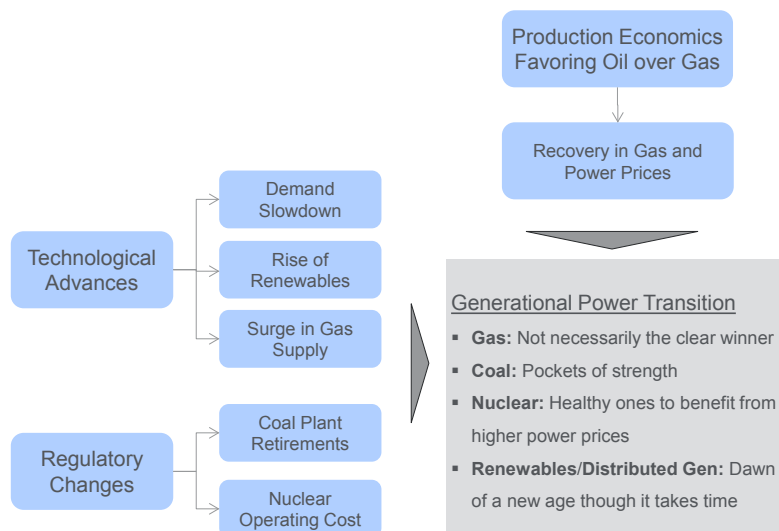 Production Economics
Favoring Oil over Gas
Recovery in Gas and
Power Prices
Demand
Slowdown
Technological
Advances
Rise of
Renewables
Surge in Gas
Supply
Regulatory
Changes
Coal Plant
Retirements
Nuclear
Operating Cost
Generational Power Transition
▪ Gas: Not necessarily the clear winner
▪ Coal: Pockets of strength
▪ Nuclear: Healthy ones to benefit from
higher power prices
▪ Renewables/Distributed Gen: Dawn
of a new age though it takes time